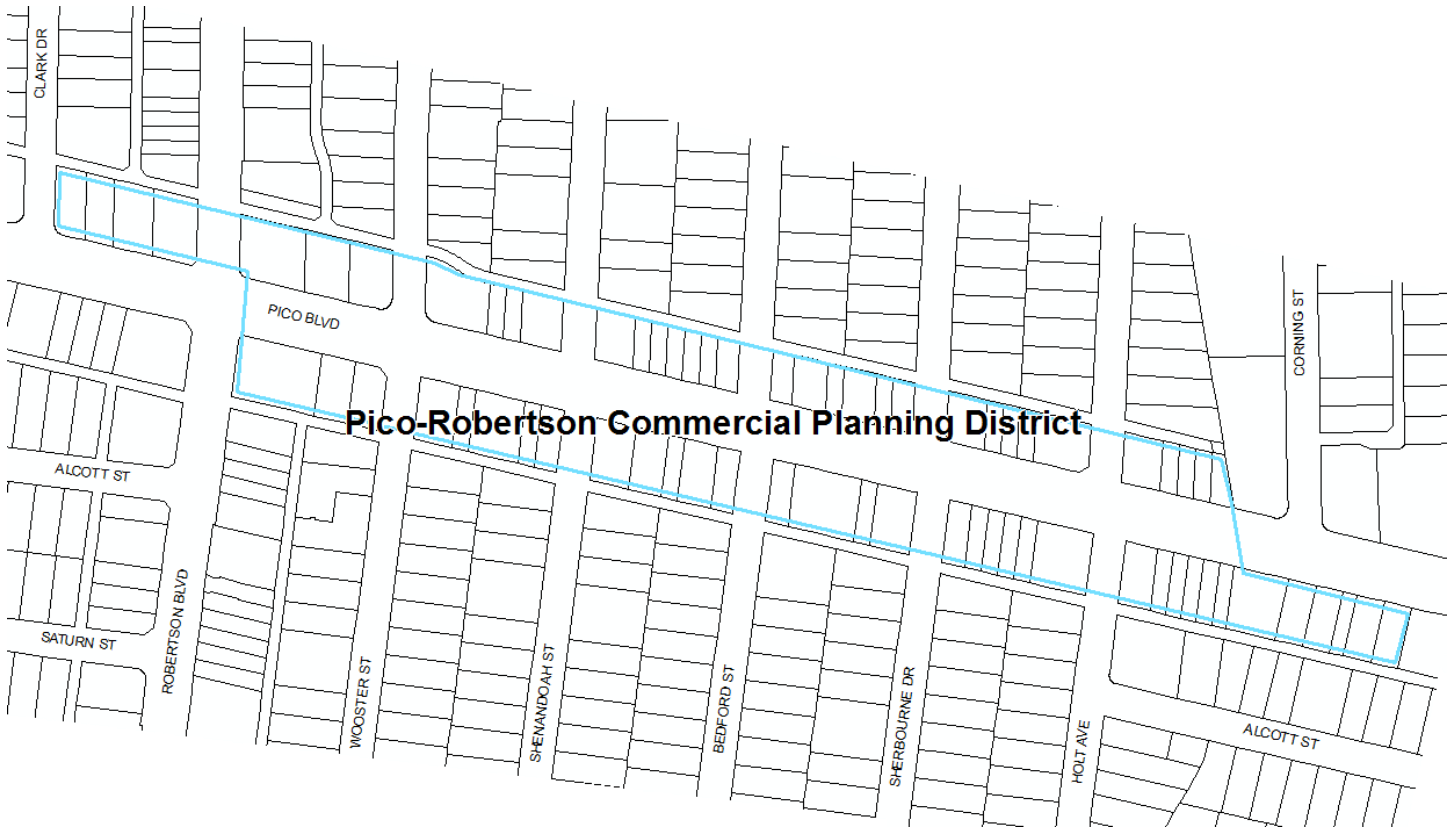 CLARK DR
PICO BLVD
CORNING ST
Pico-Robertson Commercial Planning District
ALCOTT ST
ROBERTSON BLVD
SATURN ST
WOOSTER ST
SHENANDOAH ST
BEDFORD ST
SHERBOURNE DR
HOLT AVE
ALCOTT ST